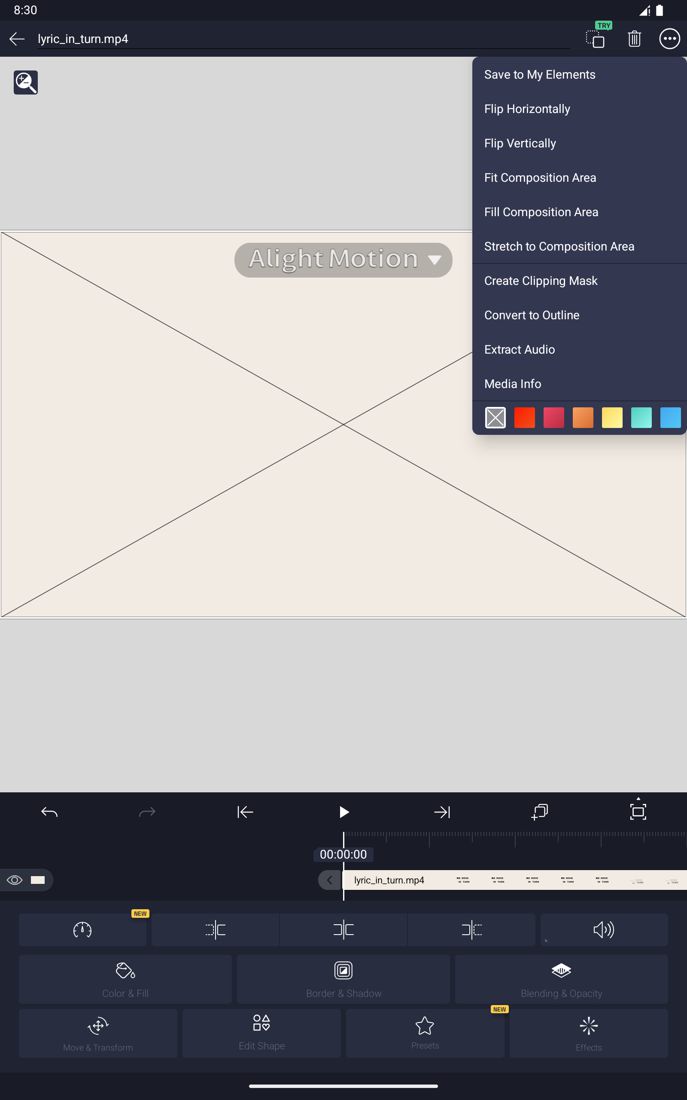 8:30
lyric_in_turn.mp4
TRY
Save to My Elements
Flip Horizontally
Flip Vertically
Fit Composition Area
Fill Composition Area
Stretch to Composition Area
Alight Motion
Create Clipping Mask
Convert to Outline
Extract Audio
Media Info
00:00:00
lyric_in_turn.mp4
NEW
Color & Fill
Border & Shadow
Blending & Opacity
NEW
Move & Transform
Edit Shape
Presets
Effects